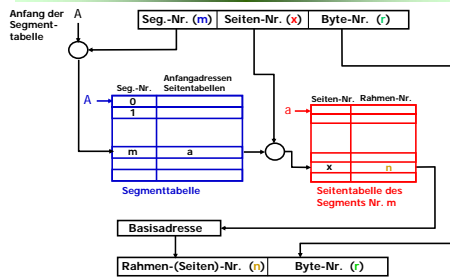 Anfang der
Segment-
tabelle
A
Seg.-Nr. (m) Seiten-Nr. (x) Byte-Nr. (r)
Seg.-Nr. Anfangadressen
Seitentabellen
A
0
1
m a
Segmenttabelle
a
Seiten-Nr. Rahmen-Nr.
x n
Seitentabelle des
Segments Nr. m
Basisadresse
Rahmen-(Seiten)-Nr. (n) Byte-Nr. (r)